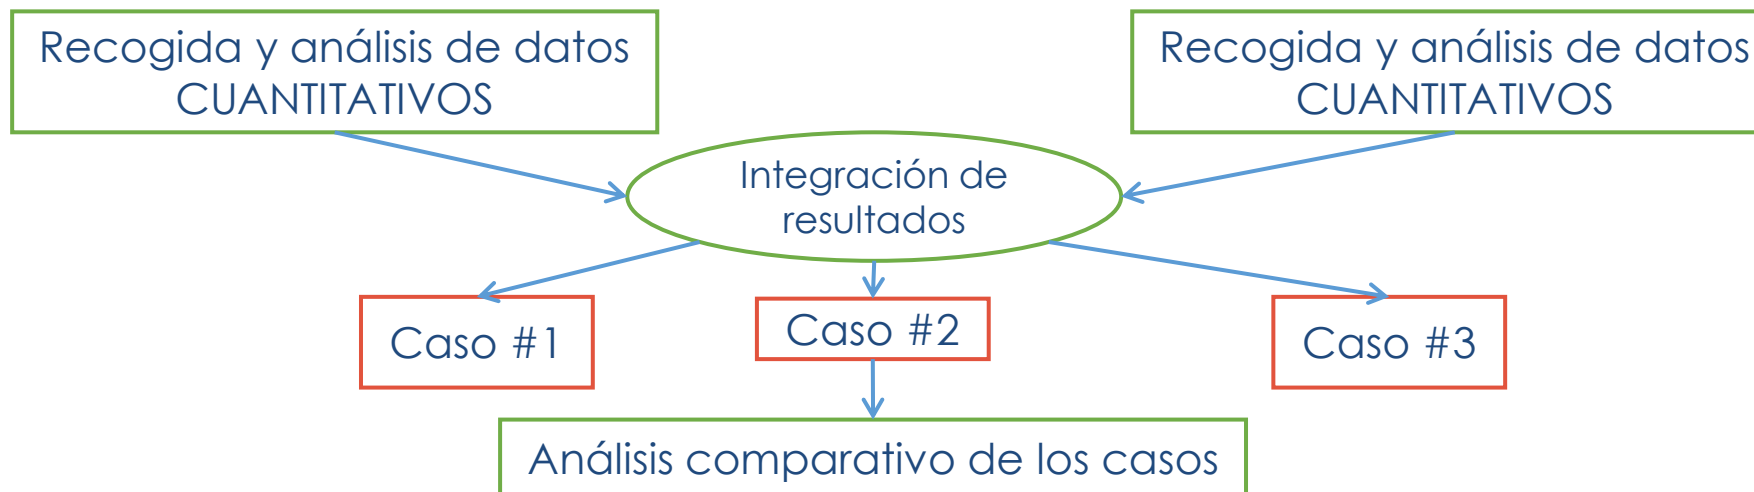 Recogida y análisis de datos
CUANTITATIVOS
Recogida y análisis de datos
CUANTITATIVOS
Integración de
resultados
Caso #1
Caso #2
Caso #3
Análisis comparativo de los casos